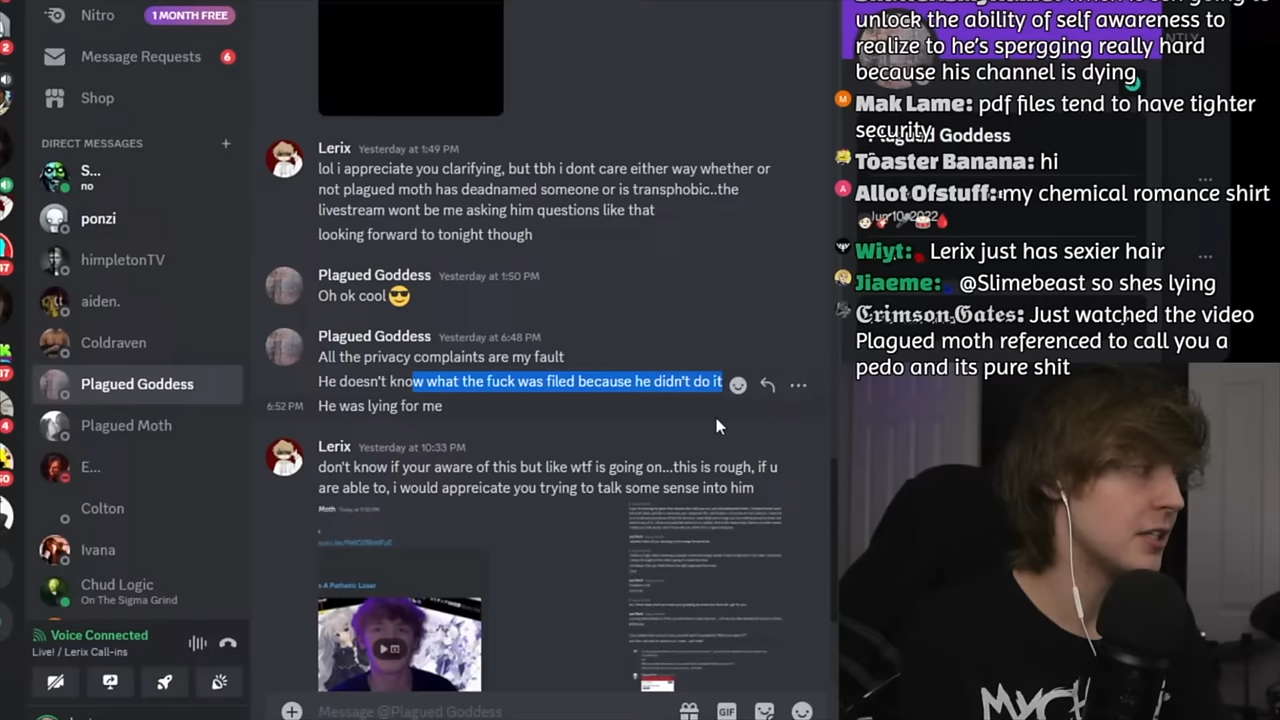 Nitro
1 MONTH FREE
Message Requests
6
Shop
DIRECT MESSAGES
S...
no
ponzi
himpletonTV
aiden.
Coldraven
Plagued Goddess
Plagued Moth
E...
Colton
Ivana
Chud Logic
On The Sigma Grind
Voice Connected
Live! / Lerix Call-ins
Lerix Yesterday at 1:49 PM
lol i appreciate you clarifying, but tbh i dont care either way whether or
not plagued moth has deadnamed someone or is transphobic..the
livestream wont be me asking him questions like that
looking forward to tonight though
Plagued Goddess Yesterday at 1:50 PM
Oh ok cool😎
Plagued Goddess Yesterday at 6:48 PM
All the privacy complaints are my fault
He doesn't know what the fuck was filed because he didn't do it
6:52 PM He was lying for me
Lerix Yesterday at 10:33 PM
don't know if your aware of this but like wtf is going on...this is rough, if u
are able to, i would appreicate you trying to talk some sense into him
Moth
s A Pathetic Loser
Message @Plagued Goddess
GIF
unlock the ability of self awareness to
realize to he's spergging really hard
because his channel is dying
Mak Lame: pdf files tend to have tighter
security
Goddess
Toaster Banana: hi
Allot Ofstuff: my chemical romance shirt
Jun 10, 2022
Wiyt: Lerix just has sexier hair
Jiaeme: @Slimebeast so shes lying
Crimson Gates: Just watched the video
Plagued moth referenced to call you a
pedo and its pure shit